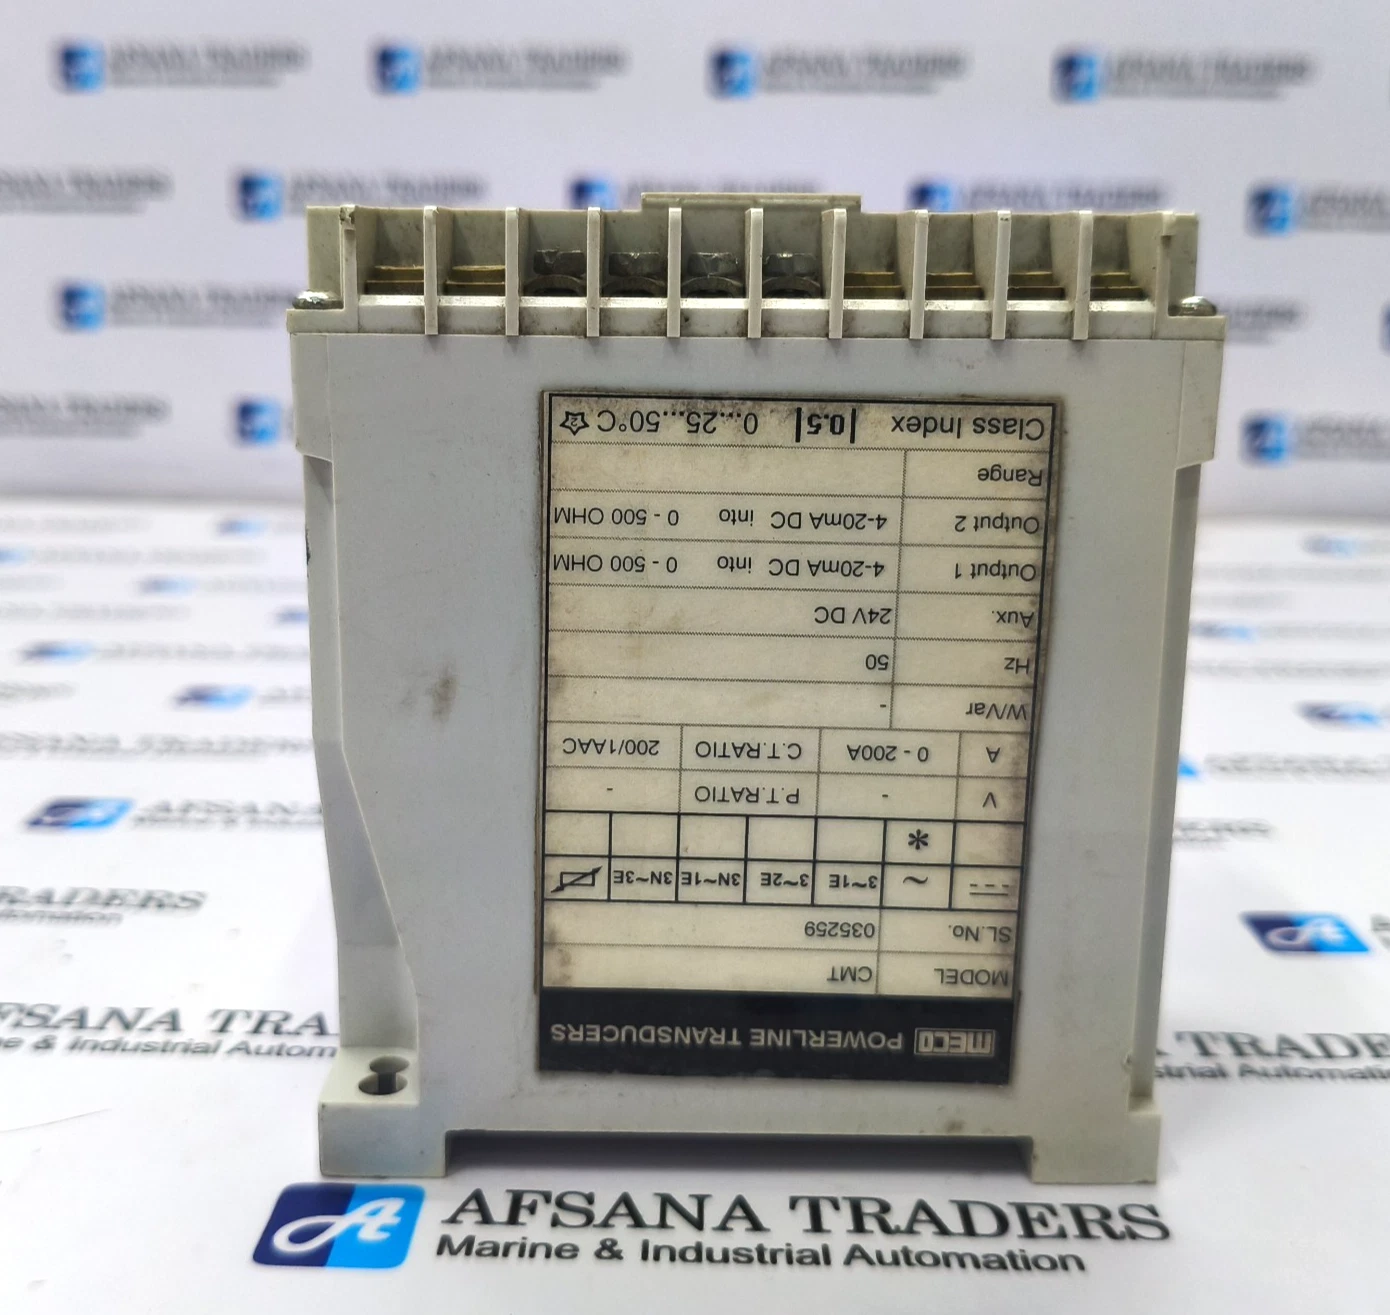 MECO POWERLINE TRANSDUCERS
MODEL CMT
SL.No. 035259
~ 3~1E 3~2E 3N~1E 3N~3E
*
V - P.T.RATIO -
A 0 - 200A C.T.RATIO 200/1AAC
W/Var -
Hz 50
Aux. 24V DC
Output 1 4-20mA DC into 0 - 500 OHM
Output 2 4-20mA DC into 0 - 500 OHM
Range
Class Index |0.5| 0...25...50°C
AFSANA TRADERS
Marine & Industrial Automation